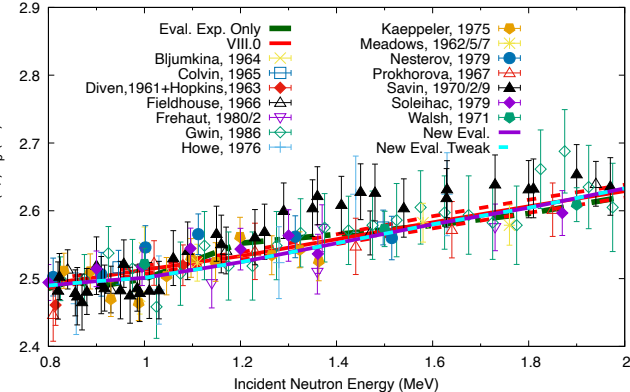 2.9
2.8
2.7
2.6
2.5
2.4
Eval. Exp. Only
VIII.0
Bljumkina, 1964
Colvin, 1965
Diven,1961+Hopkins,1963
Fieldhouse, 1966
Frehaut, 1980/2
Gwin, 1986
Howe, 1976
Kaeppeler, 1975
Meadows, 1962/5/7
Nesterov, 1979
Prokhorova, 1967
Savin, 1970/2/9
Soleihac, 1979
Walsh, 1971
New Eval.
New Eval. Tweak
0.8 1 1.2 1.4 1.6 1.8 2
Incident Neutron Energy (MeV)